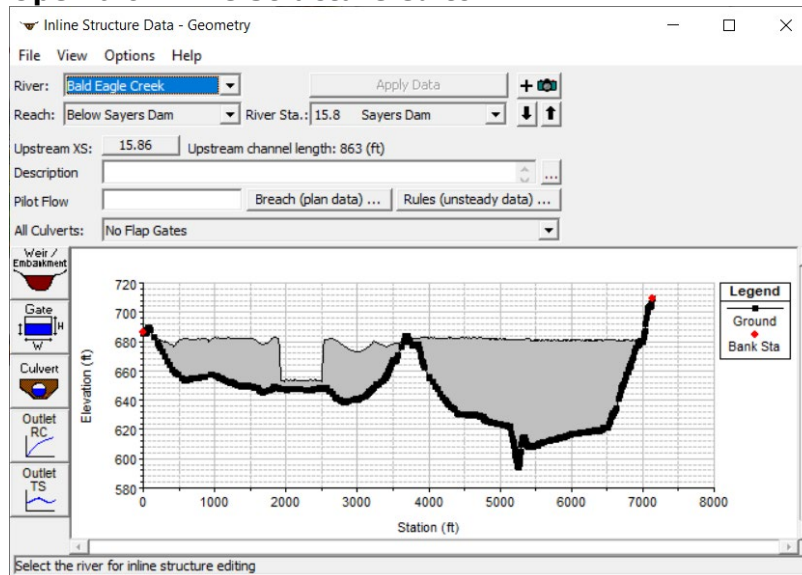 Inline Structure Data - Geometry
File View Options Help
River: Bald Eagle Creek Apply Data
Reach: Below Sayers Dam River Sta.: 15.8 Sayers Dam
Upstream XS: 15.86 Upstream channel length: 863 (ft)
Description ...
Pilot Flow Breach (plan data) ... Rules (unsteady data) ...
All Culverts: No Flap Gates
Weir /
Embankment
Gate
H
W
Culvert
Outlet
RC
Outlet
TS
720
700
680
660
640
620
600
580
Elevation (ft)
0 1000 2000 3000 4000 5000 6000 7000 8000
Station (ft)
Legend
Ground
Bank Sta
Select the river for inline structure editing